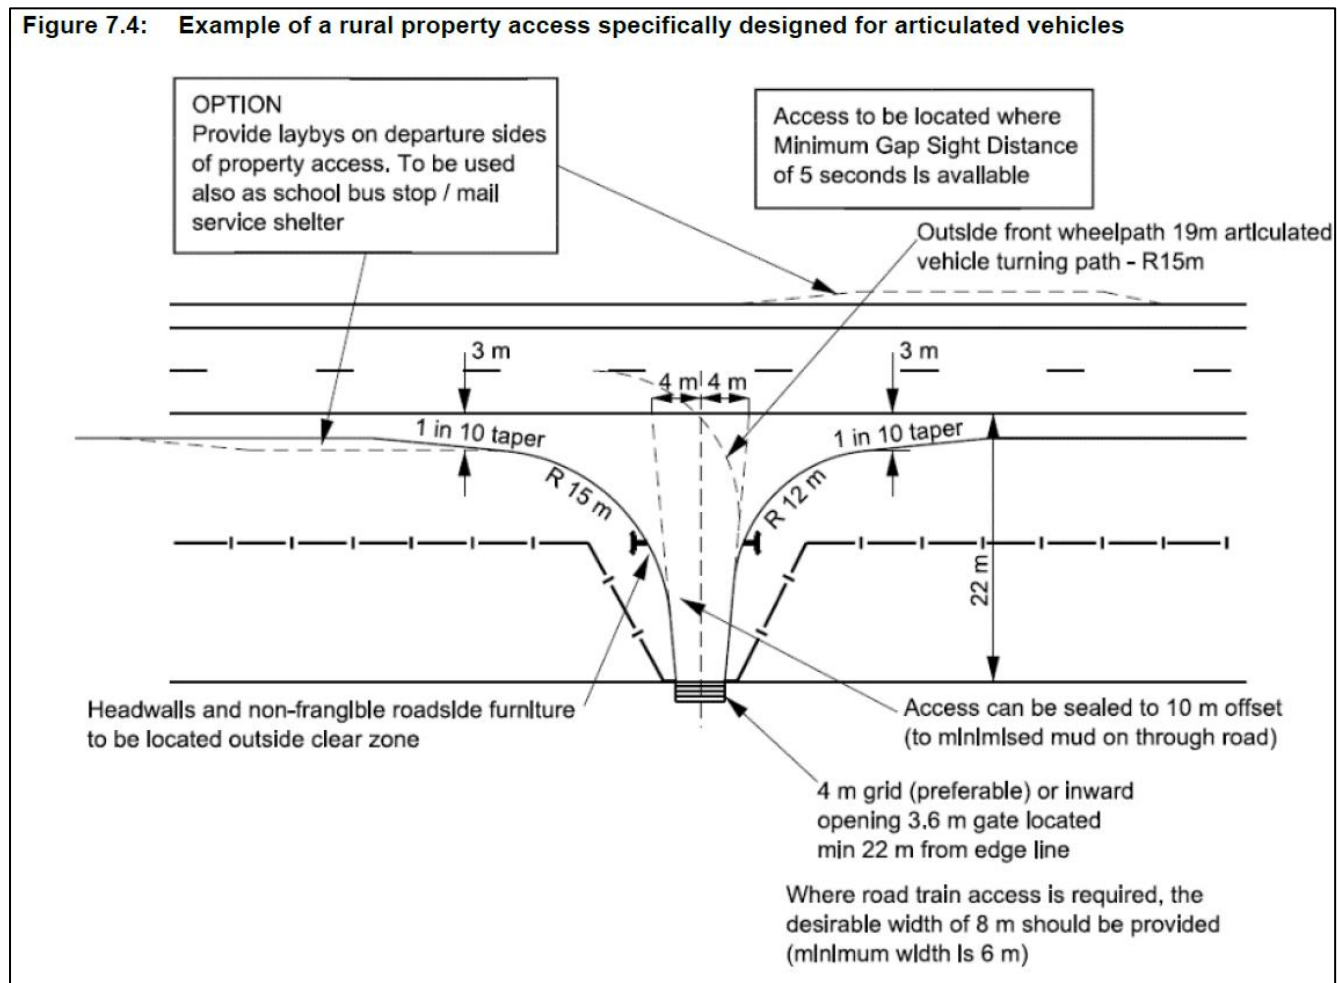 Figure 7.4: Example of a rural property access specifically designed for articulated vehicles
OPTION
Provide laybys on departure sides
of property access. To be used
also as school bus stop / mail
service shelter
Access to be located where
Minimum Gap Sight Distance
of 5 seconds is available
Outside front wheelpath 19m articulated
vehicle turning path - R15m
3 m
3 m
4 m 4 m
1 in 10 taper
1 in 10 taper
R 15 m
R 12 m
22 m
Headwalls and non-frangible roadside furniture
to be located outside clear zone
Access can be sealed to 10 m offset
(to minimised mud on through road)
4 m grid (preferable) or inward
opening 3.6 m gate located
min 22 m from edge line
Where road train access is required, the
desirable width of 8 m should be provided
(minimum width is 6 m)